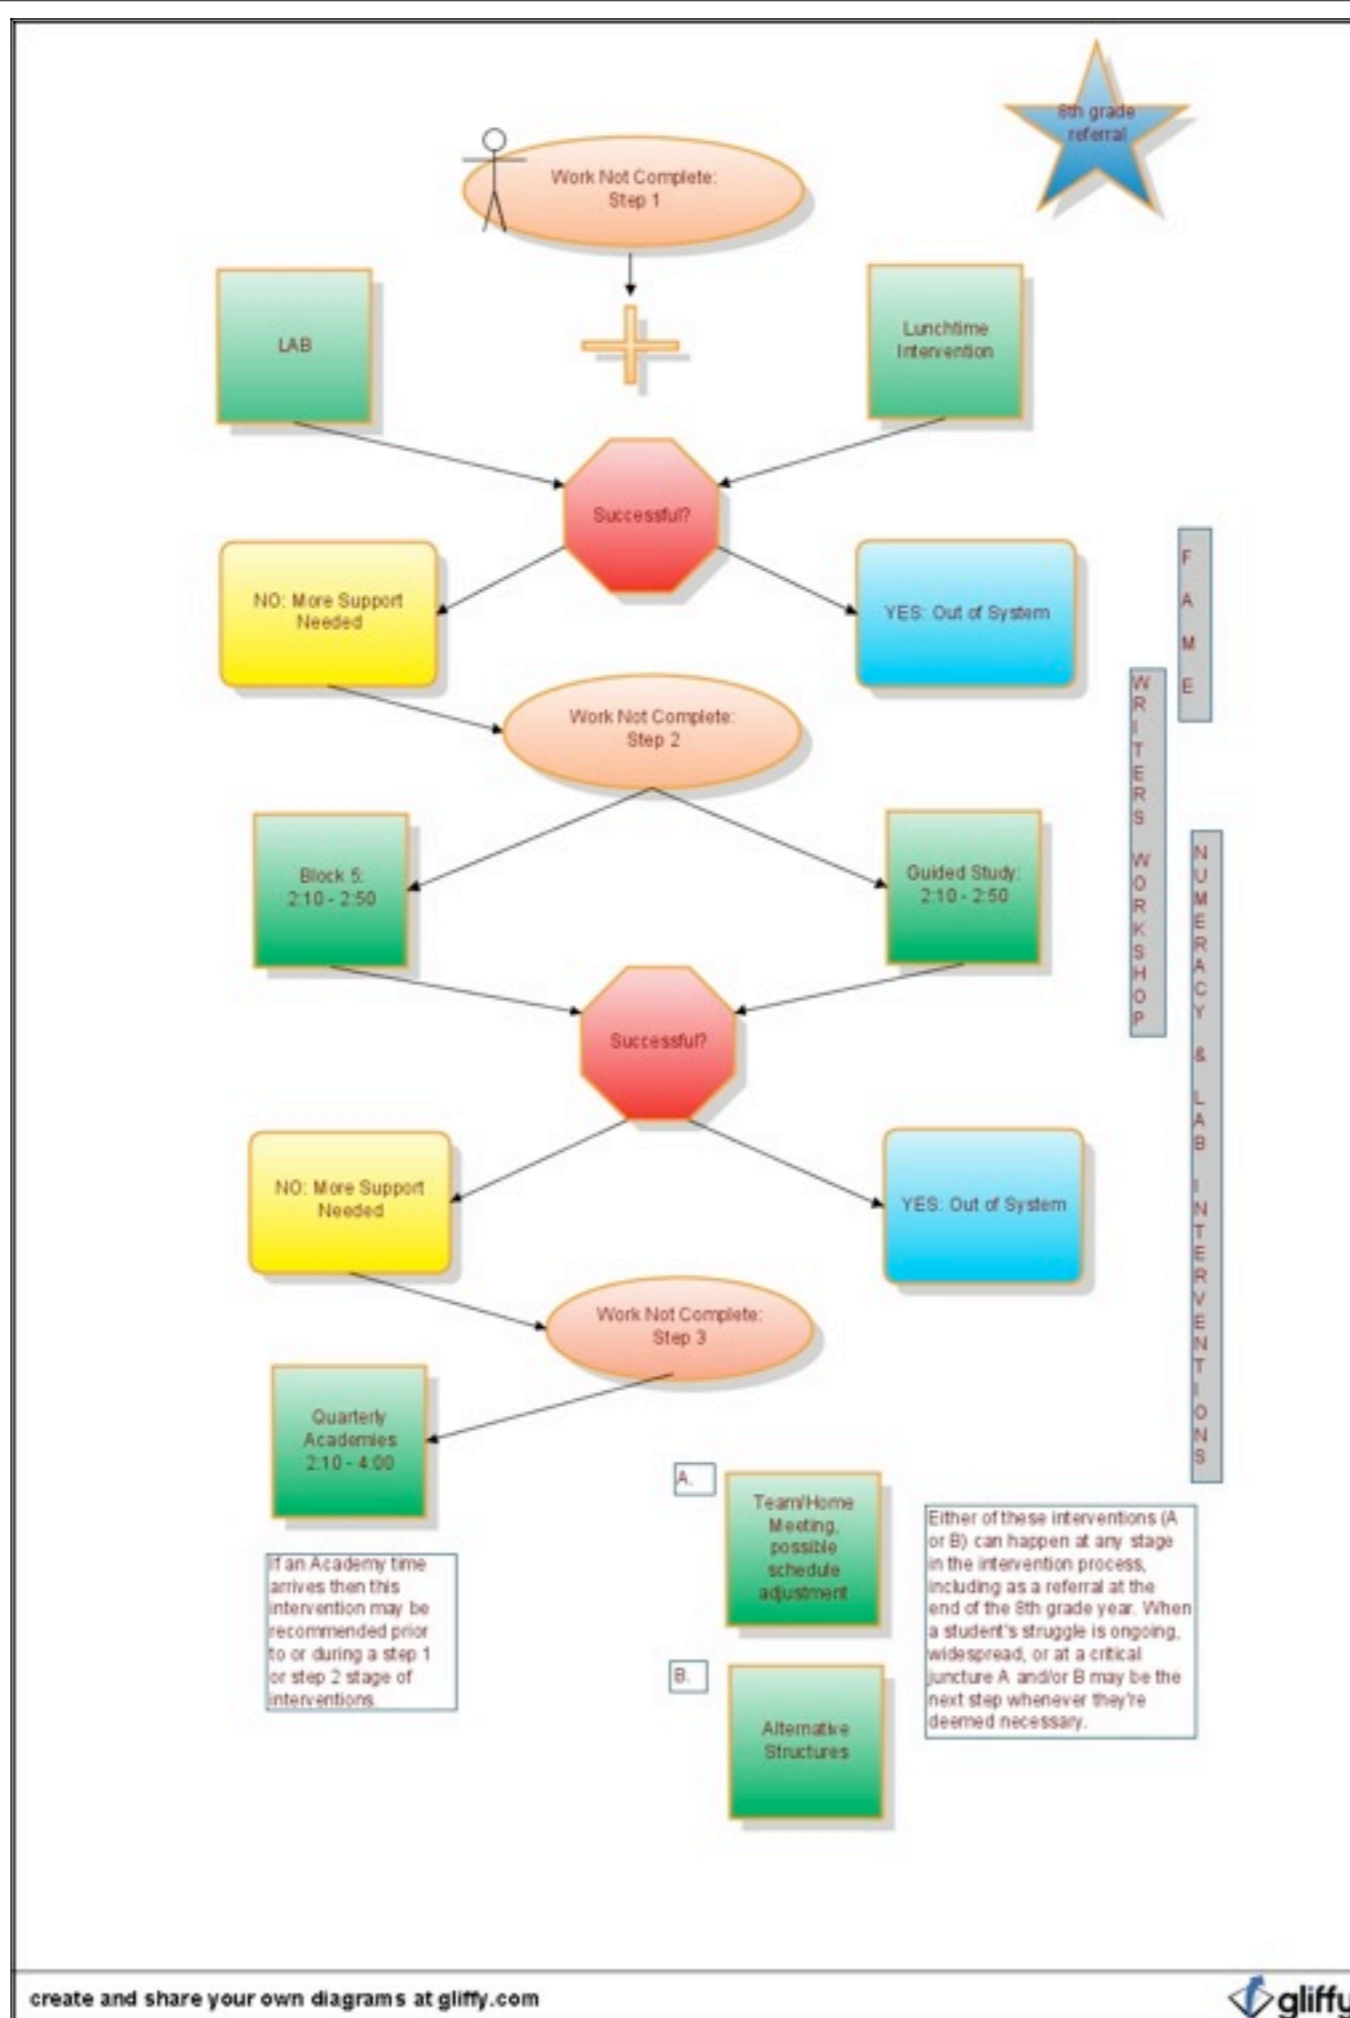 8th grade
referral
Work Not Complete:
Step 1
LAB
Lunchtime
Intervention
Successful?
NO: More Support
Needed
YES: Out of System
F
A
M
E
WRITERS WORKSHOP
Work Not Complete:
Step 2
Block 5:
2:10 - 2:50
Guided Study:
2:10 - 2:50
NUMERACY & LAB INTERVENTIONS
Successful?
NO: More Support
Needed
YES: Out of System
Work Not Complete:
Step 3
Quarterly
Academies
2:10 - 4:00
If an Academy time
arrives then this
intervention may be
recommended prior
to or during a step 1
or step 2 stage of
interventions.
A.
Team/Home
Meeting,
possible
schedule
adjustment
B.
Alternative
Structures
Either of these interventions (A
or B) can happen at any stage
in the intervention process,
including as a referral at the
end of the 8th grade year. When
a student's struggle is ongoing,
widespread, or at a critical
juncture A and/or B may be the
next step whenever they're
deemed necessary.
create and share your own diagrams at gliffy.com
gliffy